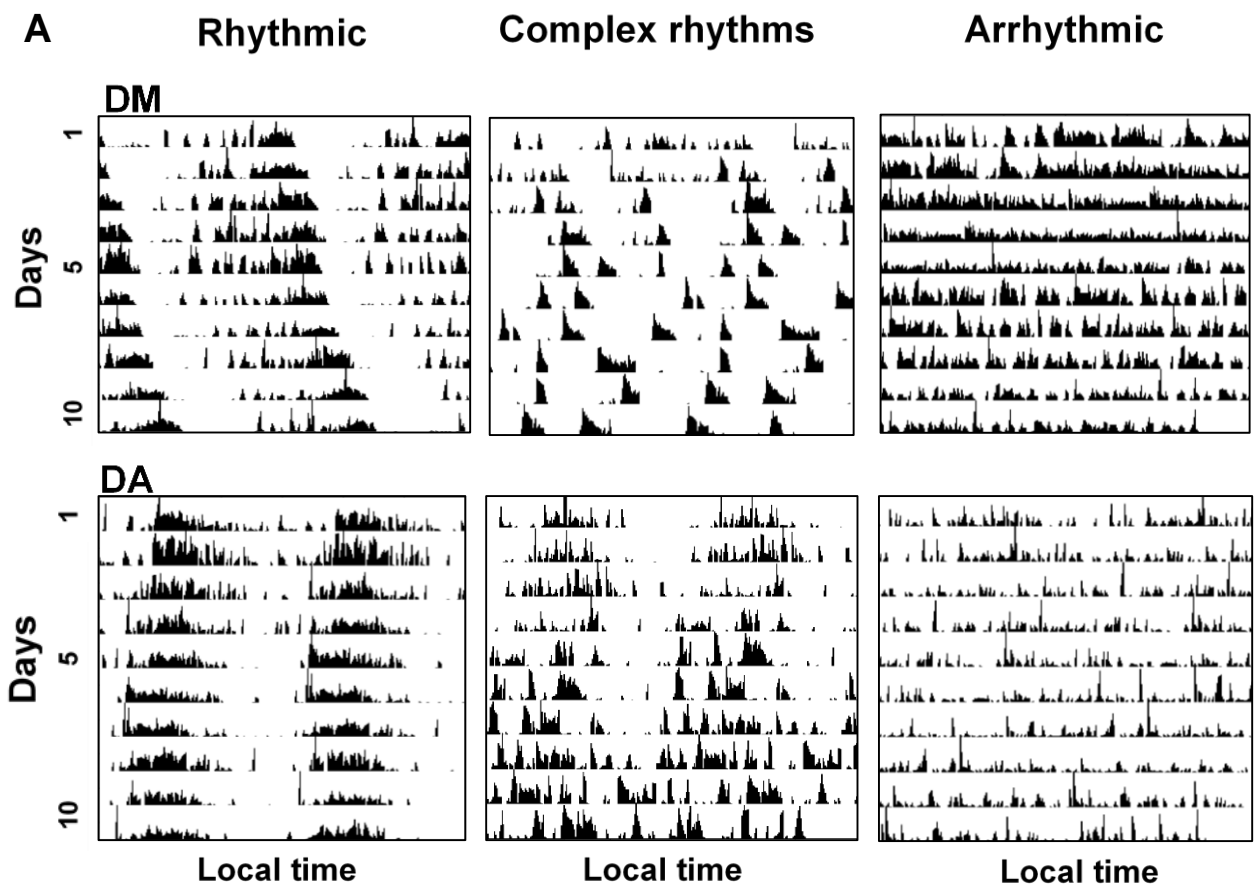 A
Rhythmic
Complex rhythms
Arrhythmic
DM
Days
1
5
10
DA
Days
1
5
10
Local time
Local time
Local time